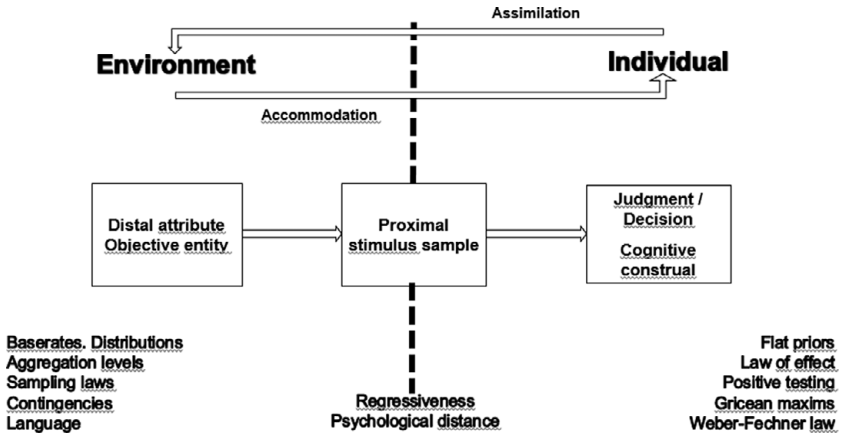 Assimilation
Environment
Individual
Accommodation
Distal attribute
Objective entity
Proximal
stimulus sample
Judgment /
Decision
Cognitive
construal
Baserates. Distributions
Aggregation levels
Sampling laws
Contingencies
Language
Regressiveness
Psychological distance
Flat priors
Law of effect
Positive testing
Gricean maxims
Weber-Fechner law